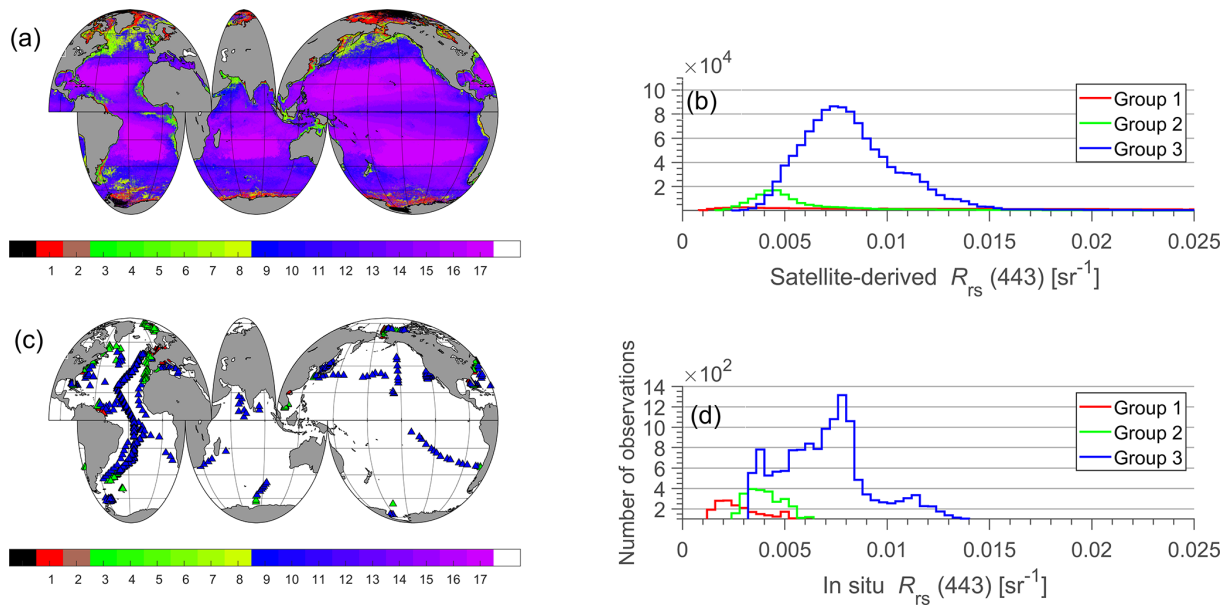 (a)
1 2 3 4 5 6 7 8 9 10 11 12 13 14 15 16 17
×10⁴
(b)
10
8
6
4
2
Group 1
Group 2
Group 3
0 0.005 0.01 0.015 0.02 0.025
Satellite-derived R_rs (443) [sr⁻¹]
(c)
1 2 3 4 5 6 7 8 9 10 11 12 13 14 15 16 17
Number of observations
×10²
(d)
14
12
10
8
6
4
2
Group 1
Group 2
Group 3
0 0.005 0.01 0.015 0.02 0.025
In situ R_rs (443) [sr⁻¹]